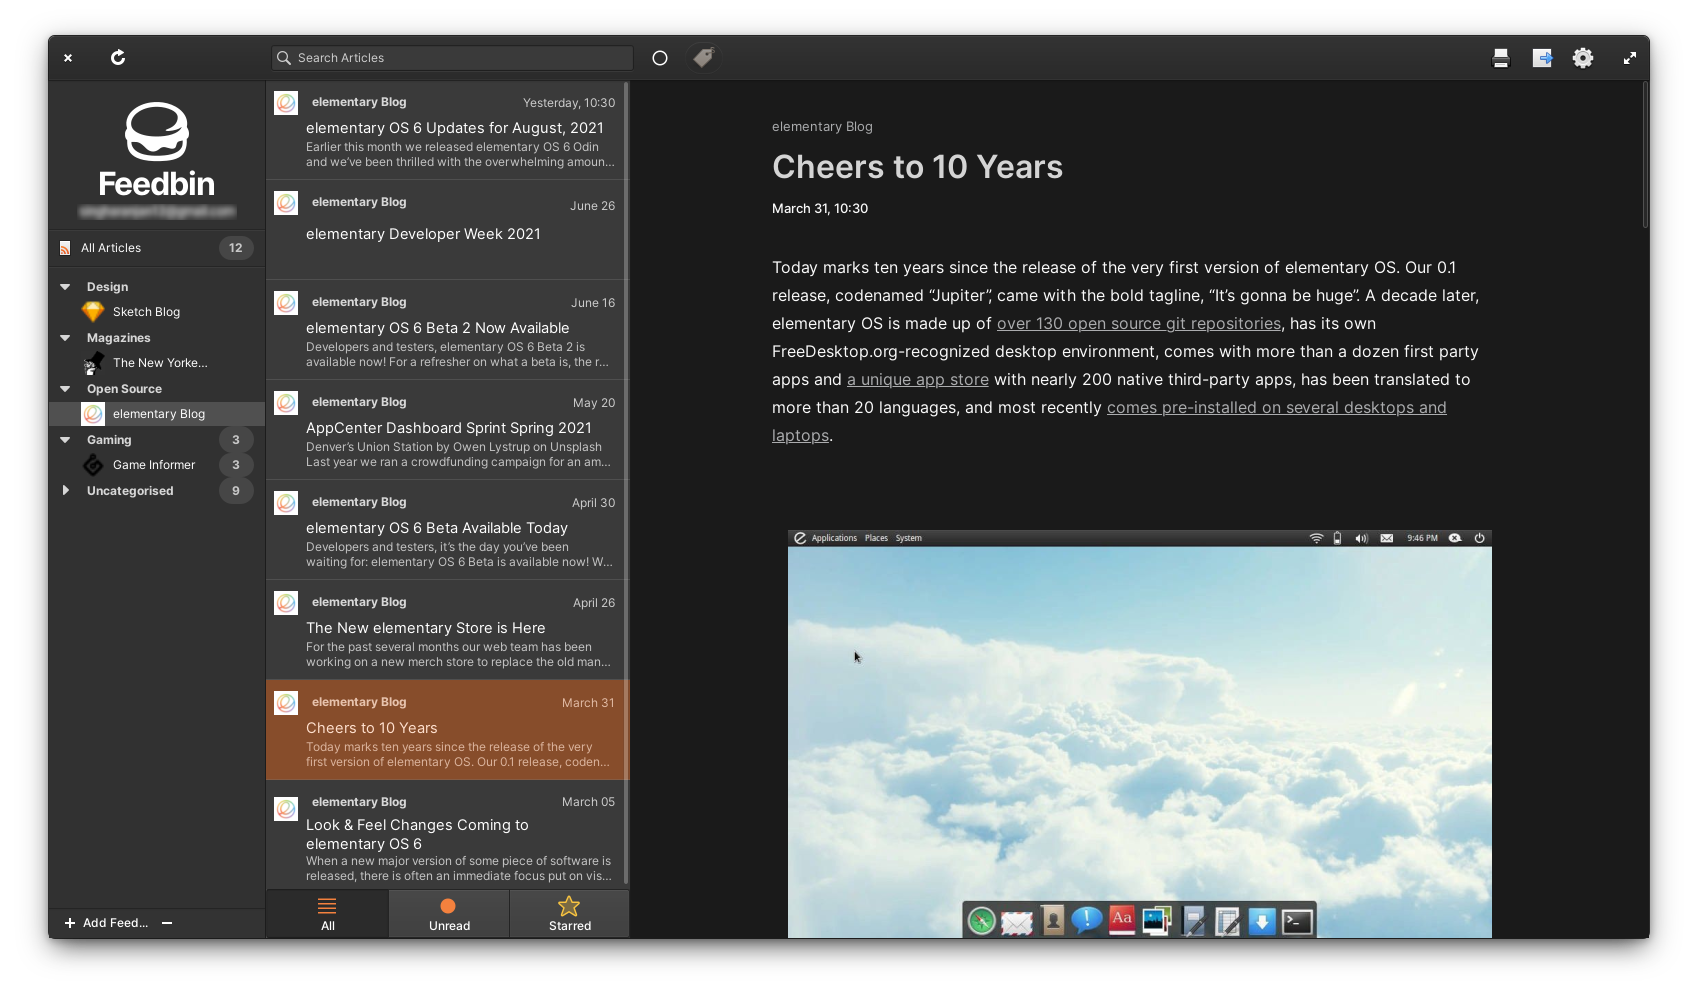 Search Articles
Feedbin
All Articles 12
Design
Sketch Blog
Magazines
The New Yorke...
Open Source
elementary Blog
Gaming 3
Game Informer 3
Uncategorised 9
Add Feed...
elementary Blog Yesterday, 10:30
elementary OS 6 Updates for August, 2021
Earlier this month we released elementary OS 6 Odin
and we’ve been thrilled with the overwhelming amoun...
elementary Blog June 26
elementary Developer Week 2021
elementary Blog June 16
elementary OS 6 Beta 2 Now Available
Developers and testers, elementary OS 6 Beta 2 is
available now! For a refresher on what a beta is, the r...
elementary Blog May 20
AppCenter Dashboard Sprint Spring 2021
Denver’s Union Station by Owen Lystrup on Unsplash
Last year we ran a crowdfunding campaign for an am...
elementary Blog April 30
elementary OS 6 Beta Available Today
Developers and testers, it’s the day you’ve been
waiting for: elementary OS 6 Beta is available now! W...
elementary Blog April 26
The New elementary Store is Here
For the past several months our web team has been
working on a new merch store to replace the old man...
elementary Blog March 31
Cheers to 10 Years
Today marks ten years since the release of the very
first version of elementary OS. Our 0.1 release, coden...
elementary Blog March 05
Look & Feel Changes Coming to
elementary OS 6
When a new major version of some piece of software is
released, there is often an immediate focus put on vis...
All Unread Starred
elementary Blog
Cheers to 10 Years
March 31, 10:30
Today marks ten years since the release of the very first version of elementary OS. Our 0.1
release, codenamed “Jupiter”, came with the bold tagline, “It’s gonna be huge”. A decade later,
elementary OS is made up of over 130 open source git repositories, has its own
FreeDesktop.org-recognized desktop environment, comes with more than a dozen first party
apps and a unique app store with nearly 200 native third-party apps, has been translated to
more than 20 languages, and most recently comes pre-installed on several desktops and
laptops.
Applications Places System 9:46 PM
Aa